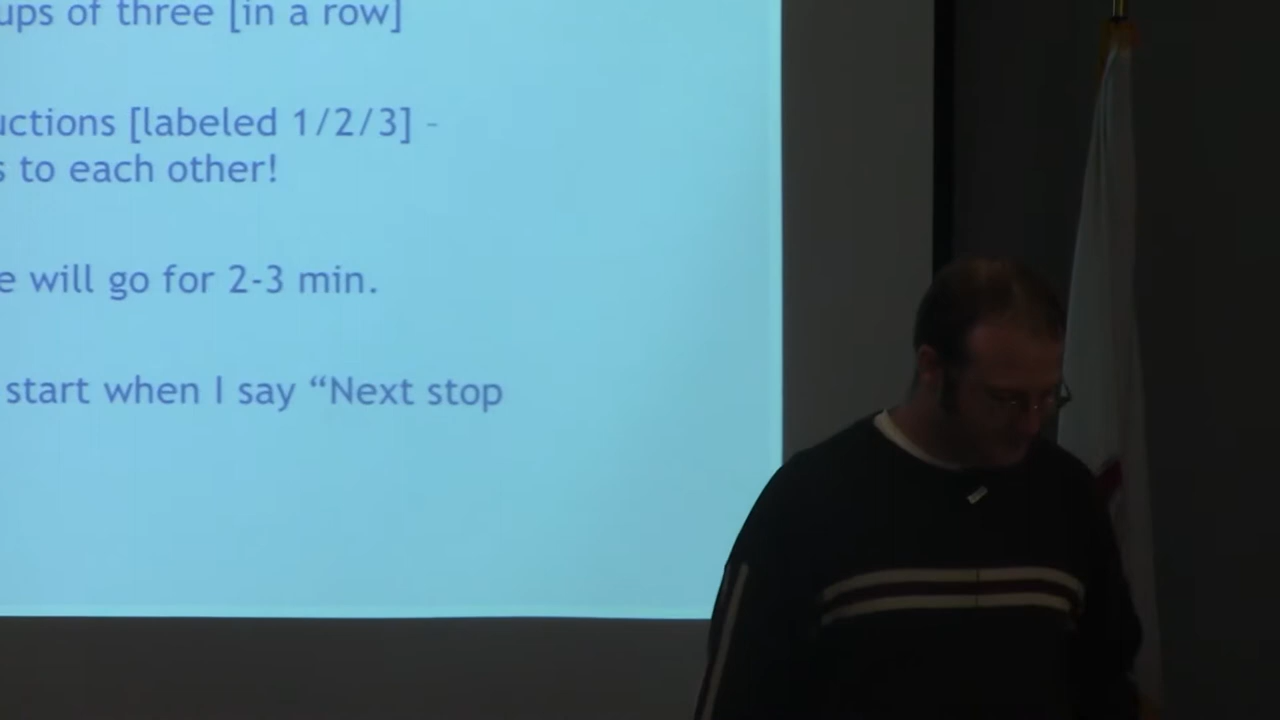 ups of three [in a row]
uctions [labeled 1/2/3] –
s to each other!
e will go for 2-3 min.
start when I say “Next stop